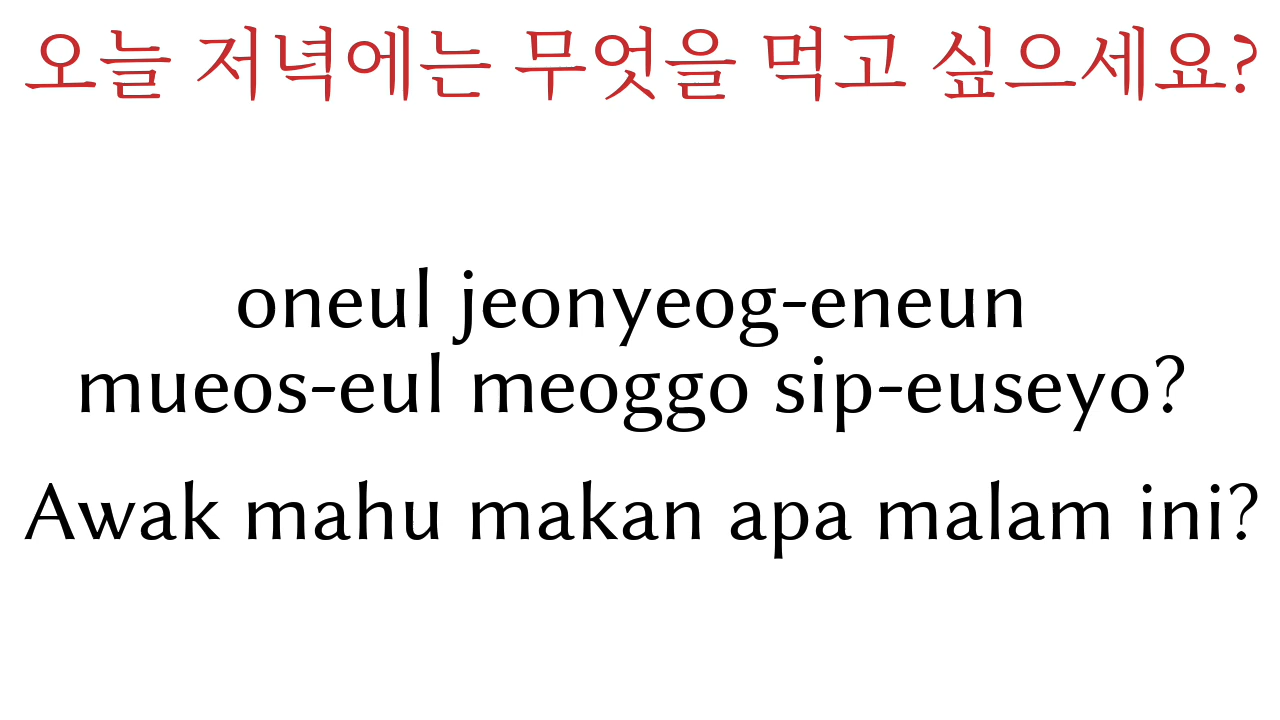 오늘 저녁에는 무엇을 먹고 싶으세요?
oneul jeonyeog-eneun
mueos-eul meoggo sip-euseyo?
Awak mahu makan apa malam ini?